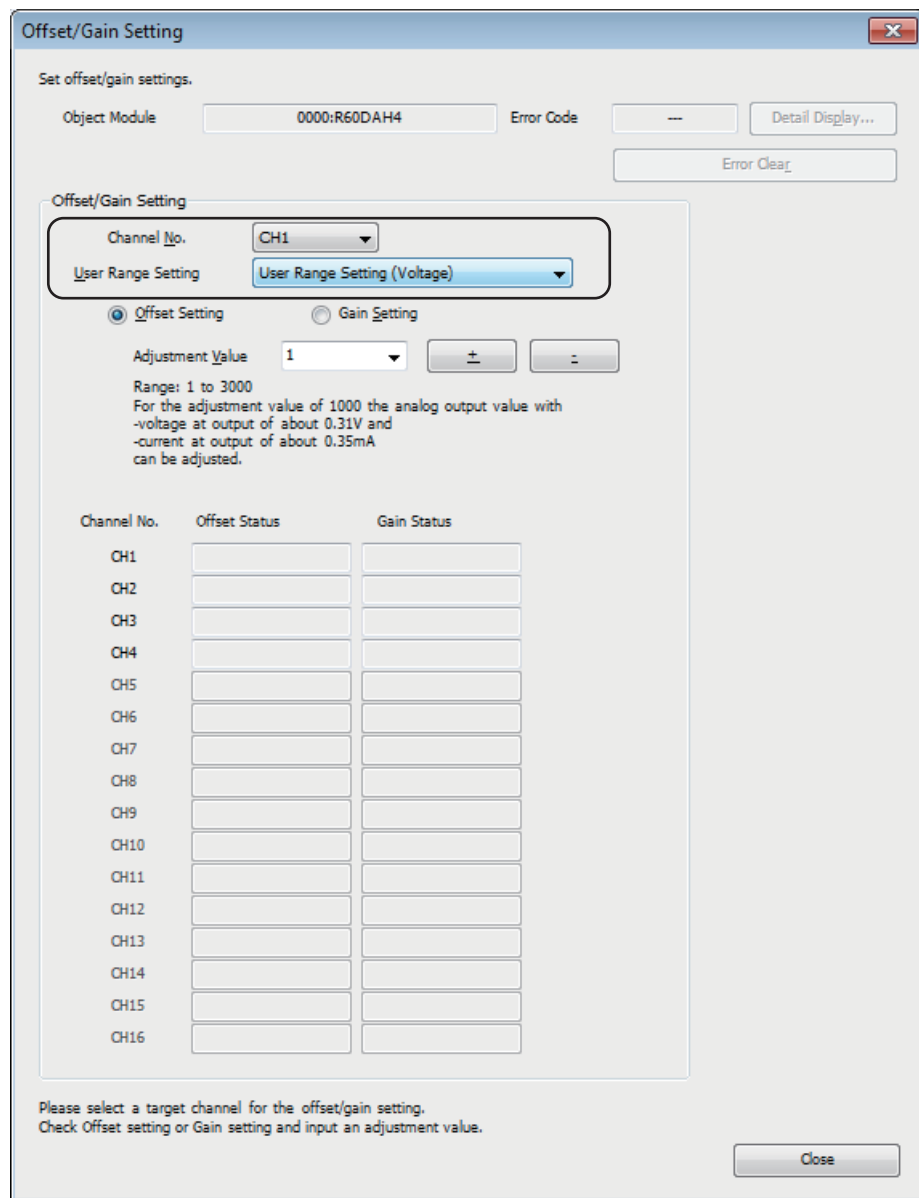 Offset/Gain Setting
Set offset/gain settings.
Object Module 0000:R60DAH4 Error Code --- Detail Display...
Error Clear
Offset/Gain Setting
Channel No. CH1
User Range Setting User Range Setting (Voltage)
Offset Setting Gain Setting
Adjustment Value 1 + -
Range: 1 to 3000
For the adjustment value of 1000 the analog output value with
-voltage at output of about 0.31V and
-current at output of about 0.35mA
can be adjusted.
Channel No. Offset Status Gain Status
CH1
CH2
CH3
CH4
CH5
CH6
CH7
CH8
CH9
CH10
CH11
CH12
CH13
CH14
CH15
CH16
Please select a target channel for the offset/gain setting.
Check Offset setting or Gain setting and input an adjustment value.
Close